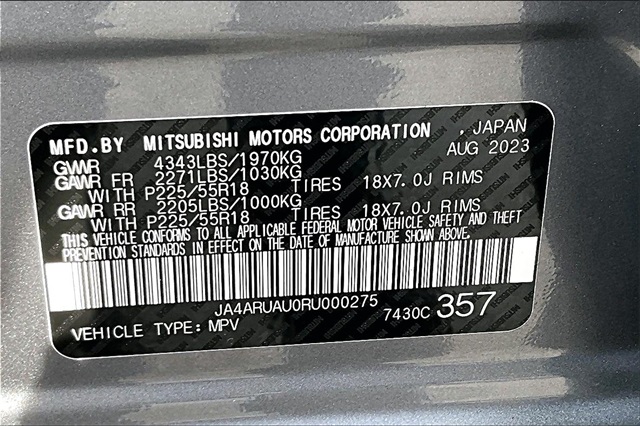 MFD.BY MITSUBISHI MOTORS CORPORATION , JAPAN
GVWR 4343LBS/1970KG AUG 2023
GAWR FR 2271LBS/1030KG
WITH P225/55R18 TIRES 18X7.0J RIMS
GAWR RR 2205LBS/1000KG
WITH P225/55R18 TIRES 18X7.0J RIMS
THIS VEHICLE CONFORMS TO ALL APPLICABLE FEDERAL MOTOR VEHICLE SAFETY AND THEFT
PREVENTION STANDARDS IN EFFECT ON THE DATE OF MANUFACTURE SHOWN ABOVE.
JA4ARUAU0RU000275 7430C 357
VEHICLE TYPE: MPV